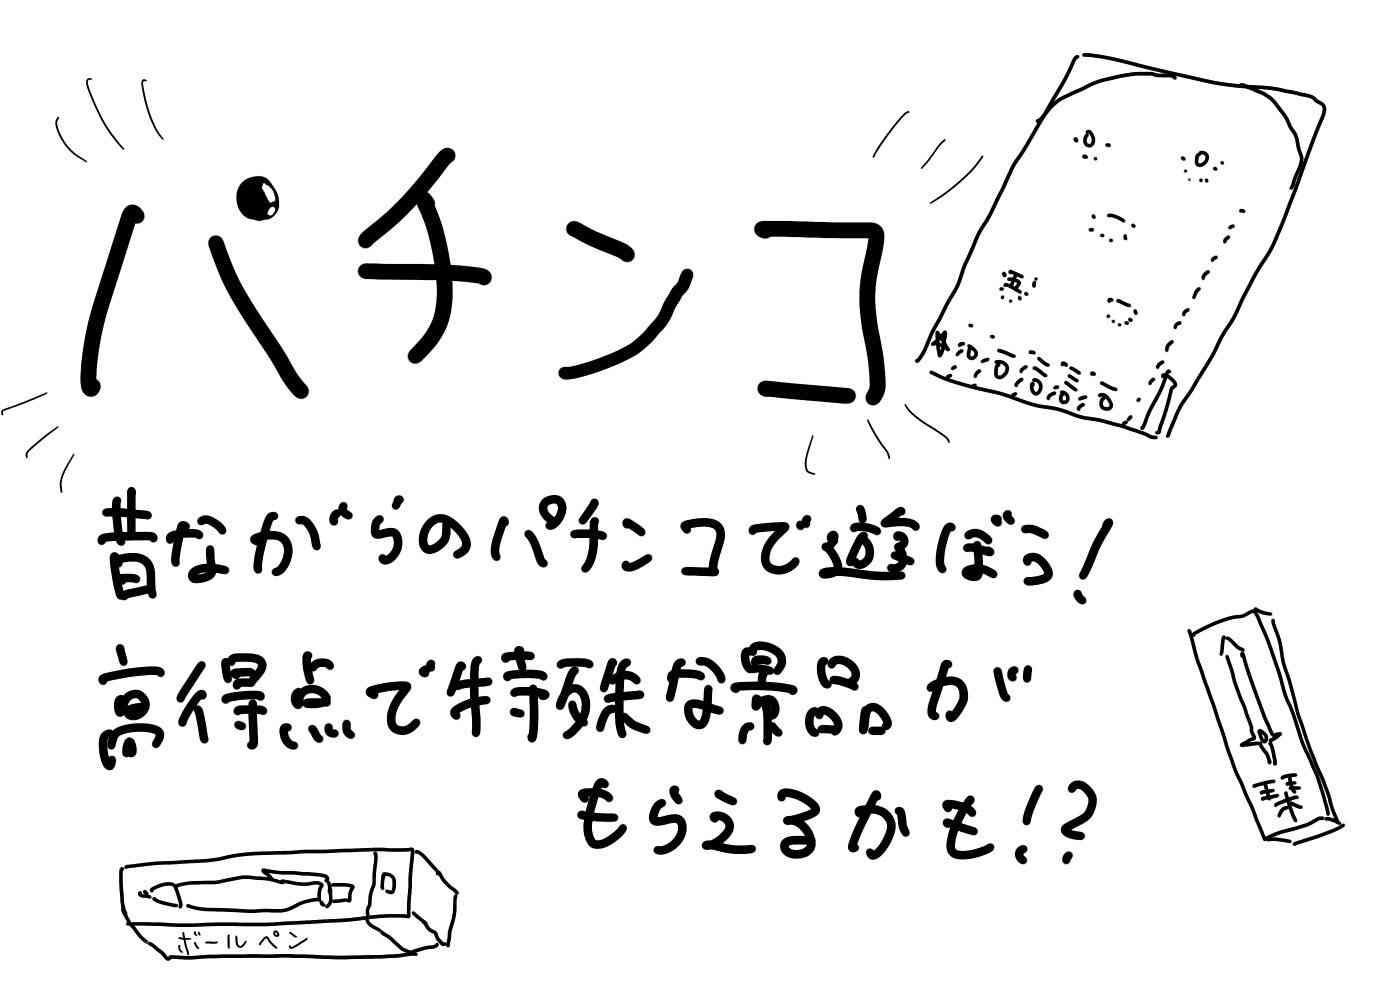 パチンコ
昔ながらのパチンコで遊ぼう!
高得点で特殊な景品が
もらえるかも!?
ボールペン